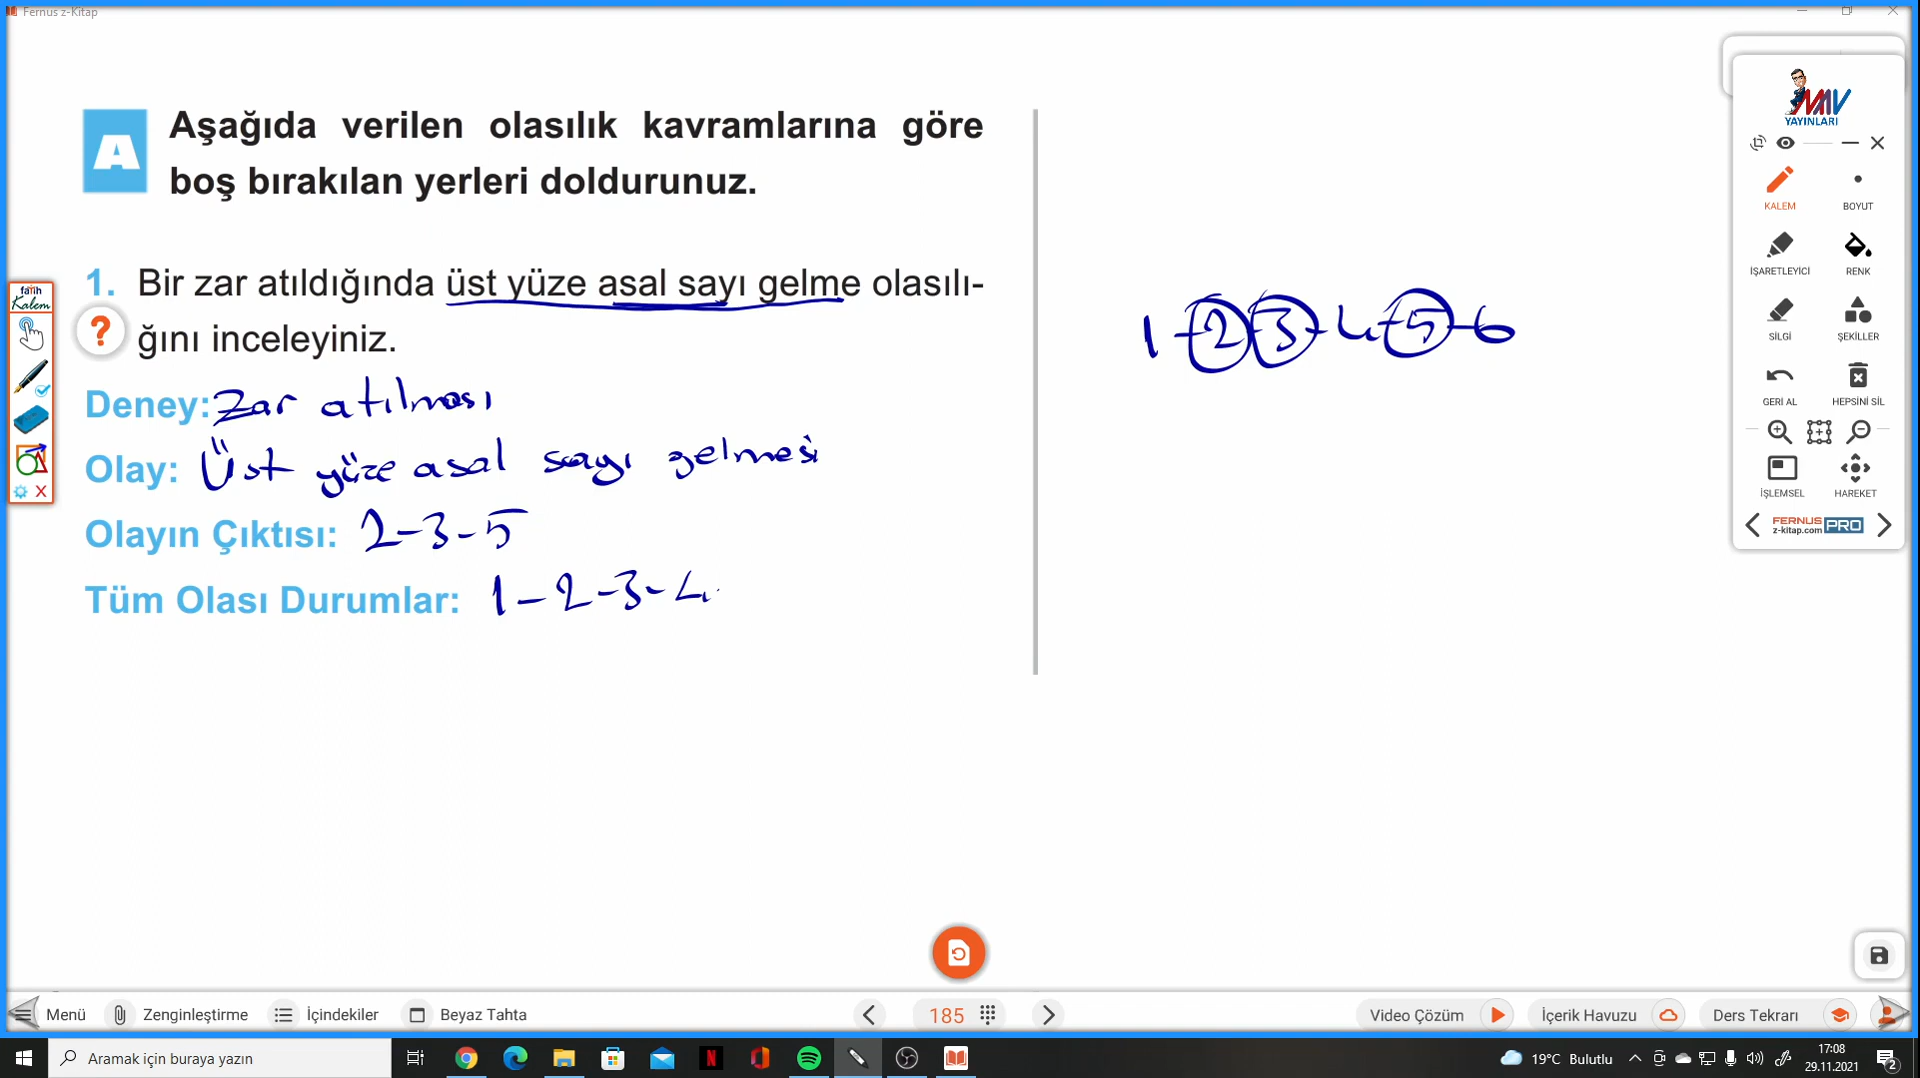 Fernus z-Kitap
A
Aşağıda verilen olasılık kavramlarına göre
boş bırakılan yerleri doldurunuz.
1. Bir zar atıldığında üst yüze asal sayı gelme olasılı-
ğını inceleyiniz.
?
Deney: Zar atılması
Olay: Üst yüze asal sayı gelmesi
Olayın Çıktısı: 2-3-5
Tüm Olası Durumlar: 1-2-3-4
1-2-3-4-5-6
fatih
Kalem
X
MAV
YAYINLARI
KALEM
BOYUT
İŞARETLEYİCİ
RENK
SİLGİ
ŞEKİLLER
GERİ AL
HEPSİNİ SİL
İŞLEMSEL
HAREKET
FERNUS
z-kitap.com PRO
Menü
Zenginleştirme
İçindekiler
Beyaz Tahta
185
Video Çözüm
İçerik Havuzu
Ders Tekrarı
Aramak için buraya yazın
N
19°C Bulutlu
17:08
29.11.2021
2